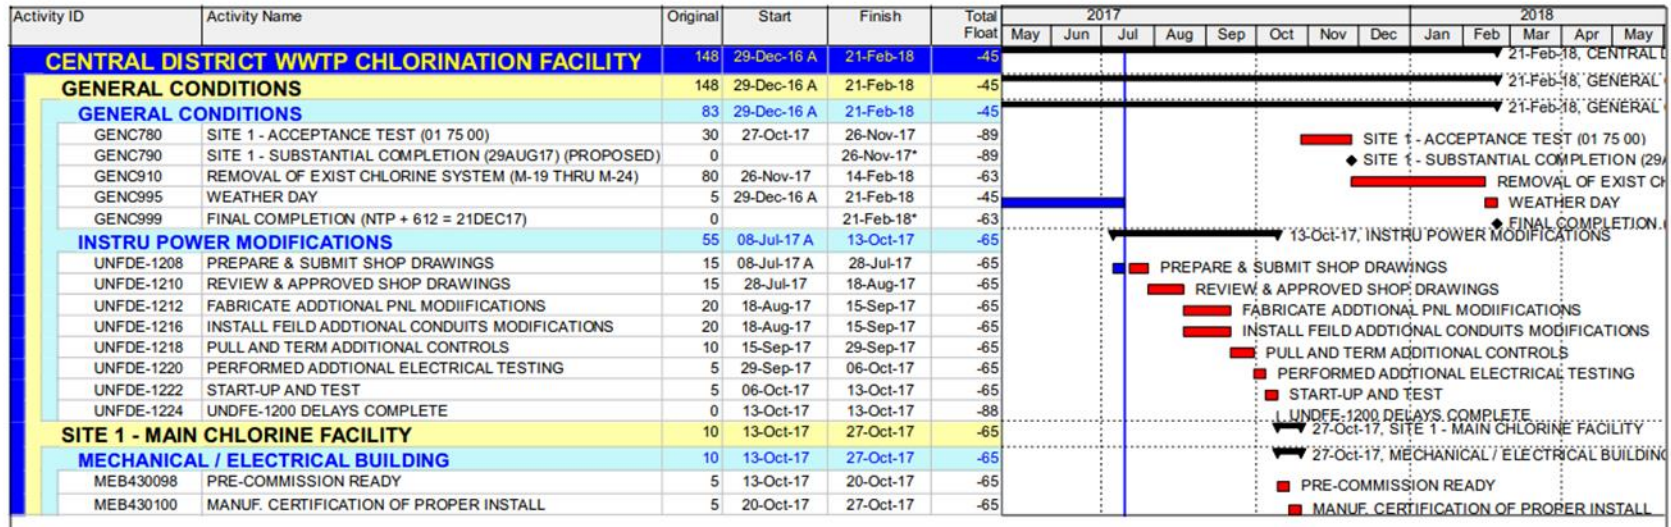 Activity ID Activity Name Original Start Finish Total Float 2017 2018
May Jun Jul Aug Sep Oct Nov Dec Jan Feb Mar Apr May
CENTRAL DISTRICT WWTP CHLORINATION FACILITY 148 29-Dec-16 A 21-Feb-18 -45 21-Feb-18, CENTRAL
GENERAL CONDITIONS 148 29-Dec-16 A 21-Feb-18 -45 21-Feb-18, GENERAL
GENERAL CONDITIONS 83 29-Dec-16 A 21-Feb-18 -45 21-Feb-18, GENERAL
GENC780 SITE 1 - ACCEPTANCE TEST (01 75 00) 30 27-Oct-17 26-Nov-17 -89 SITE 1 - ACCEPTANCE TEST (01 75 00)
GENC790 SITE 1 - SUBSTANTIAL COMPLETION (29AUG17) (PROPOSED) 0 26-Nov-17* -89 SITE 1 - SUBSTANTIAL COMPLETION (29
GENC910 REMOVAL OF EXIST CHLORINE SYSTEM (M-19 THRU M-24) 80 26-Nov-17 14-Feb-18 -63 REMOVAL OF EXIST CH
GENC995 WEATHER DAY 5 29-Dec-16 A 21-Feb-18 -45 WEATHER DAY
GENC999 FINAL COMPLETION (NTP + 612 = 21DEC17) 0 21-Feb-18* -63 FINAL COMPLETION
INSTRU POWER MODIFICATIONS 55 08-Jul-17 A 13-Oct-17 -65 13-Oct-17, INSTRU POWER MODIFICATIONS
UNFDE-1208 PREPARE & SUBMIT SHOP DRAWINGS 15 08-Jul-17 A 28-Jul-17 -65 PREPARE & SUBMIT SHOP DRAWINGS
UNFDE-1210 REVIEW & APPROVED SHOP DRAWINGS 15 28-Jul-17 18-Aug-17 -65 REVIEW & APPROVED SHOP DRAWINGS
UNFDE-1212 FABRICATE ADDTIONAL PNL MODIIFICATIONS 20 18-Aug-17 15-Sep-17 -65 FABRICATE ADDTIONAL PNL MODIIFICATIONS
UNFDE-1216 INSTALL FEILD ADDTIONAL CONDUITS MODIFICATIONS 20 18-Aug-17 15-Sep-17 -65 INSTALL FEILD ADDTIONAL CONDUITS MODIFICATIONS
UNFDE-1218 PULL AND TERM ADDITIONAL CONTROLS 10 15-Sep-17 29-Sep-17 -65 PULL AND TERM ADDITIONAL CONTROLS
UNFDE-1220 PERFORMED ADDTIONAL ELECTRICAL TESTING 5 29-Sep-17 06-Oct-17 -65 PERFORMED ADDTIONAL ELECTRICAL TESTING
UNFDE-1222 START-UP AND TEST 5 06-Oct-17 13-Oct-17 -65 START-UP AND TEST
UNFDE-1224 UNDFE-1200 DELAYS COMPLETE 0 13-Oct-17 13-Oct-17 -88 UNDFE-1200 DELAYS COMPLETE
SITE 1 - MAIN CHLORINE FACILITY 10 13-Oct-17 27-Oct-17 -65 27-Oct-17, SITE 1 - MAIN CHLORINE FACILITY
MECHANICAL / ELECTRICAL BUILDING 10 13-Oct-17 27-Oct-17 -65 27-Oct-17, MECHANICAL / ELECTRICAL BUILDING
MEB430098 PRE-COMMISSION READY 5 13-Oct-17 20-Oct-17 -65 PRE-COMMISSION READY
MEB430100 MANUF. CERTIFICATION OF PROPER INSTALL 5 20-Oct-17 27-Oct-17 -65 MANUF. CERTIFICATION OF PROPER INSTALL